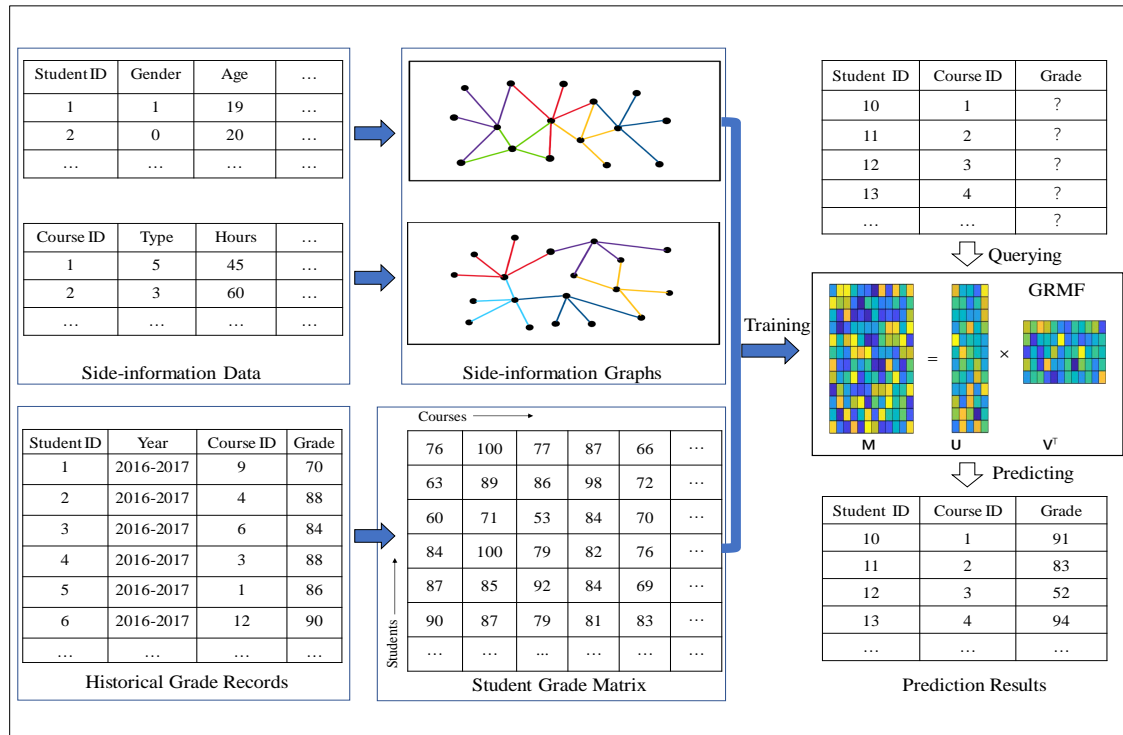 Student ID Gender Age …
1 1 19 …
2 0 20 …
… … … …
Course ID Type Hours …
1 5 45 …
2 3 60 …
… … … …
Side-information Data
Side-information Graphs
Student ID Year Course ID Grade
1 2016-2017 9 70
2 2016-2017 4 88
3 2016-2017 6 84
4 2016-2017 3 88
5 2016-2017 1 86
6 2016-2017 12 90
… … … …
Historical Grade Records
Courses
Students
76 100 77 87 66 …
63 89 86 98 72 …
60 71 53 84 70 …
84 100 79 82 76 …
87 85 92 84 69 …
90 87 79 81 83 …
… … ... … … …
Student Grade Matrix
Training
Student ID Course ID Grade
10 1 ?
11 2 ?
12 3 ?
13 4 ?
… … ?
Querying
GRMF
= ×
M U Vᵀ
Predicting
Student ID Course ID Grade
10 1 91
11 2 83
12 3 52
13 4 94
… … …
Prediction Results